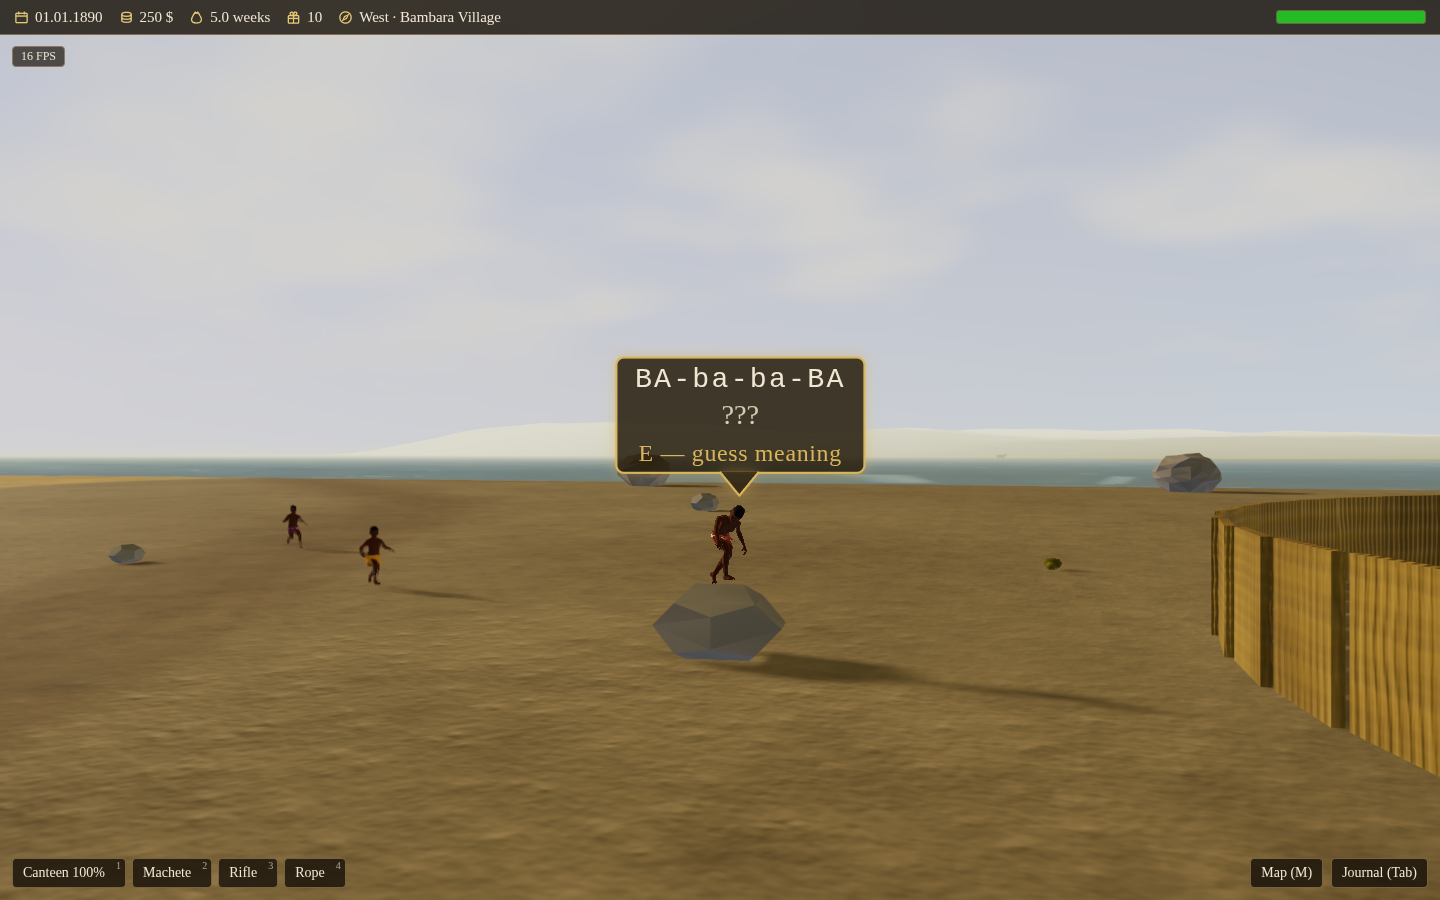 01.01.1890 250 $ 5.0 weeks 10 West · Bambara Village
16 FPS
BA-ba-ba-BA
???
E — guess meaning
Canteen 100% 1 Machete 2 Rifle 3 Rope 4 Map (M) Journal (Tab)